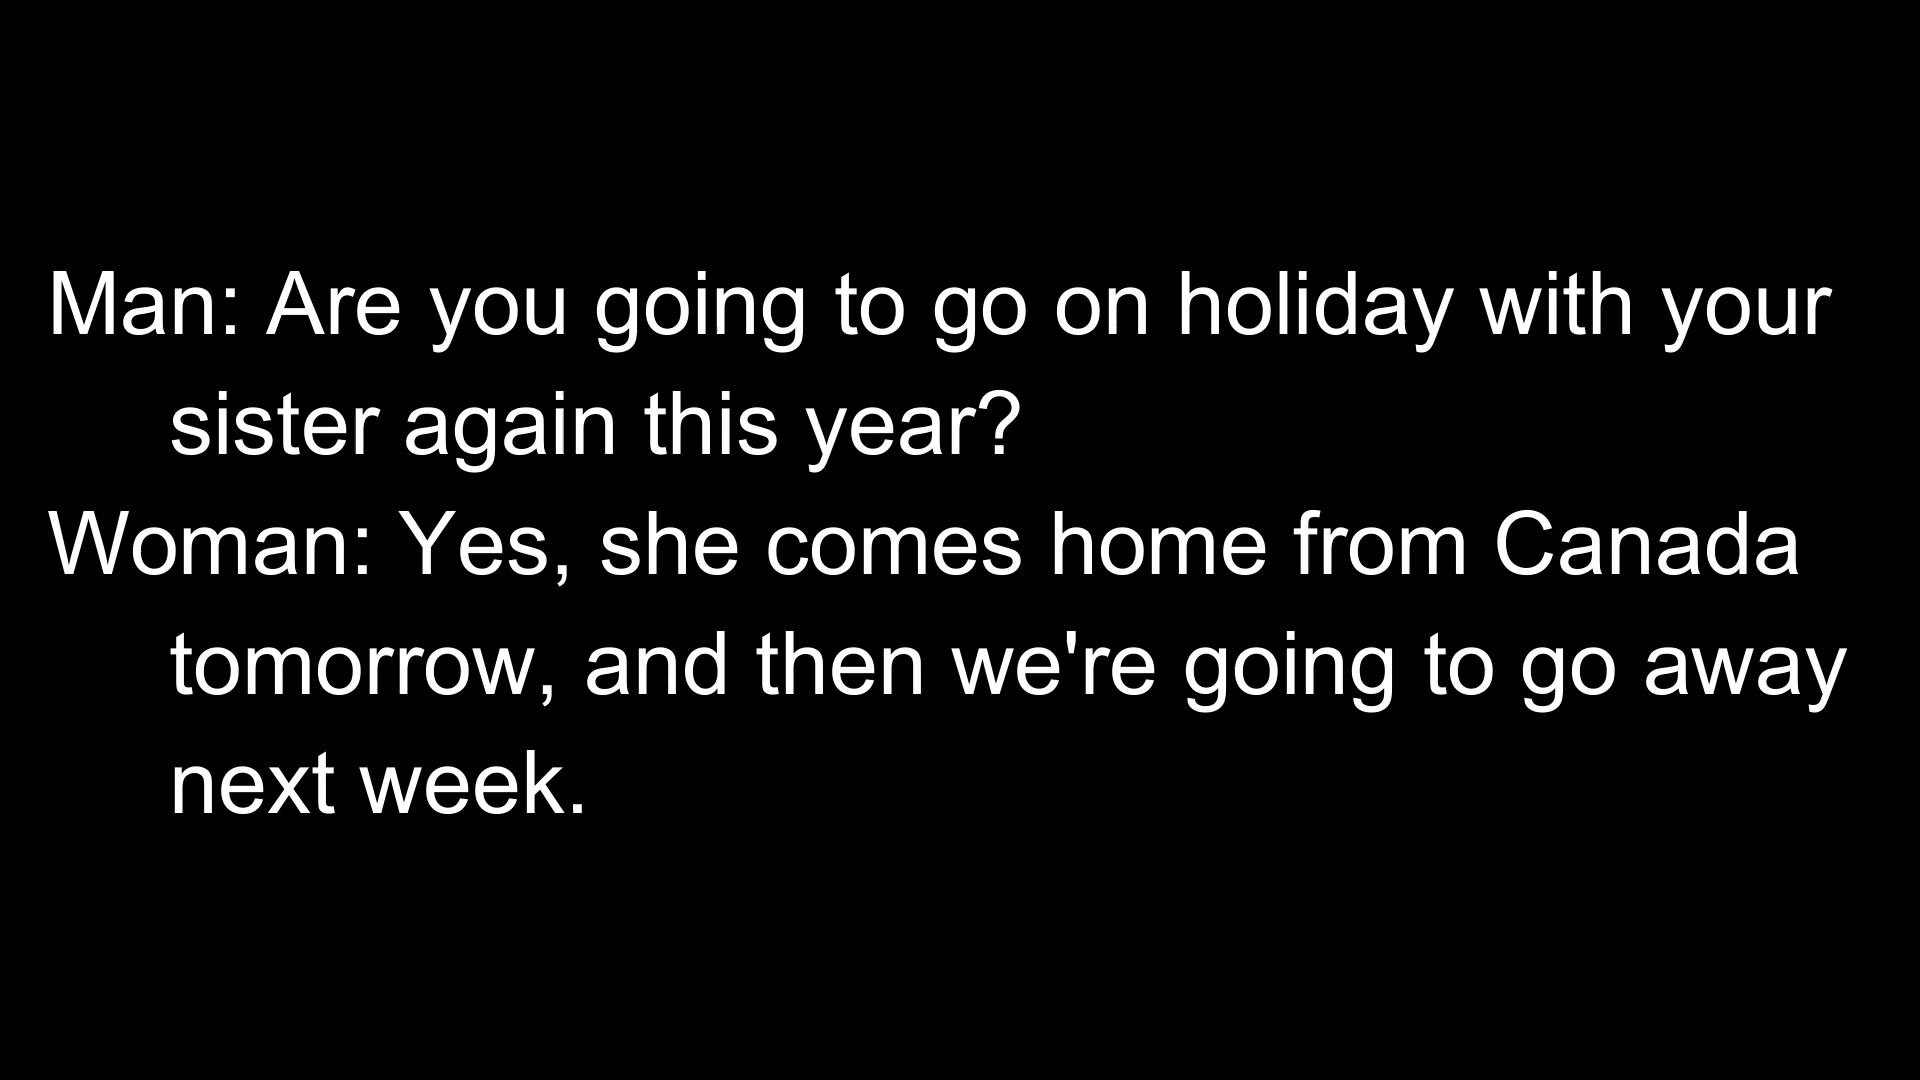 Man: Are you going to go on holiday with your
sister again this year?
Woman: Yes, she comes home from Canada
tomorrow, and then we're going to go away
next week.